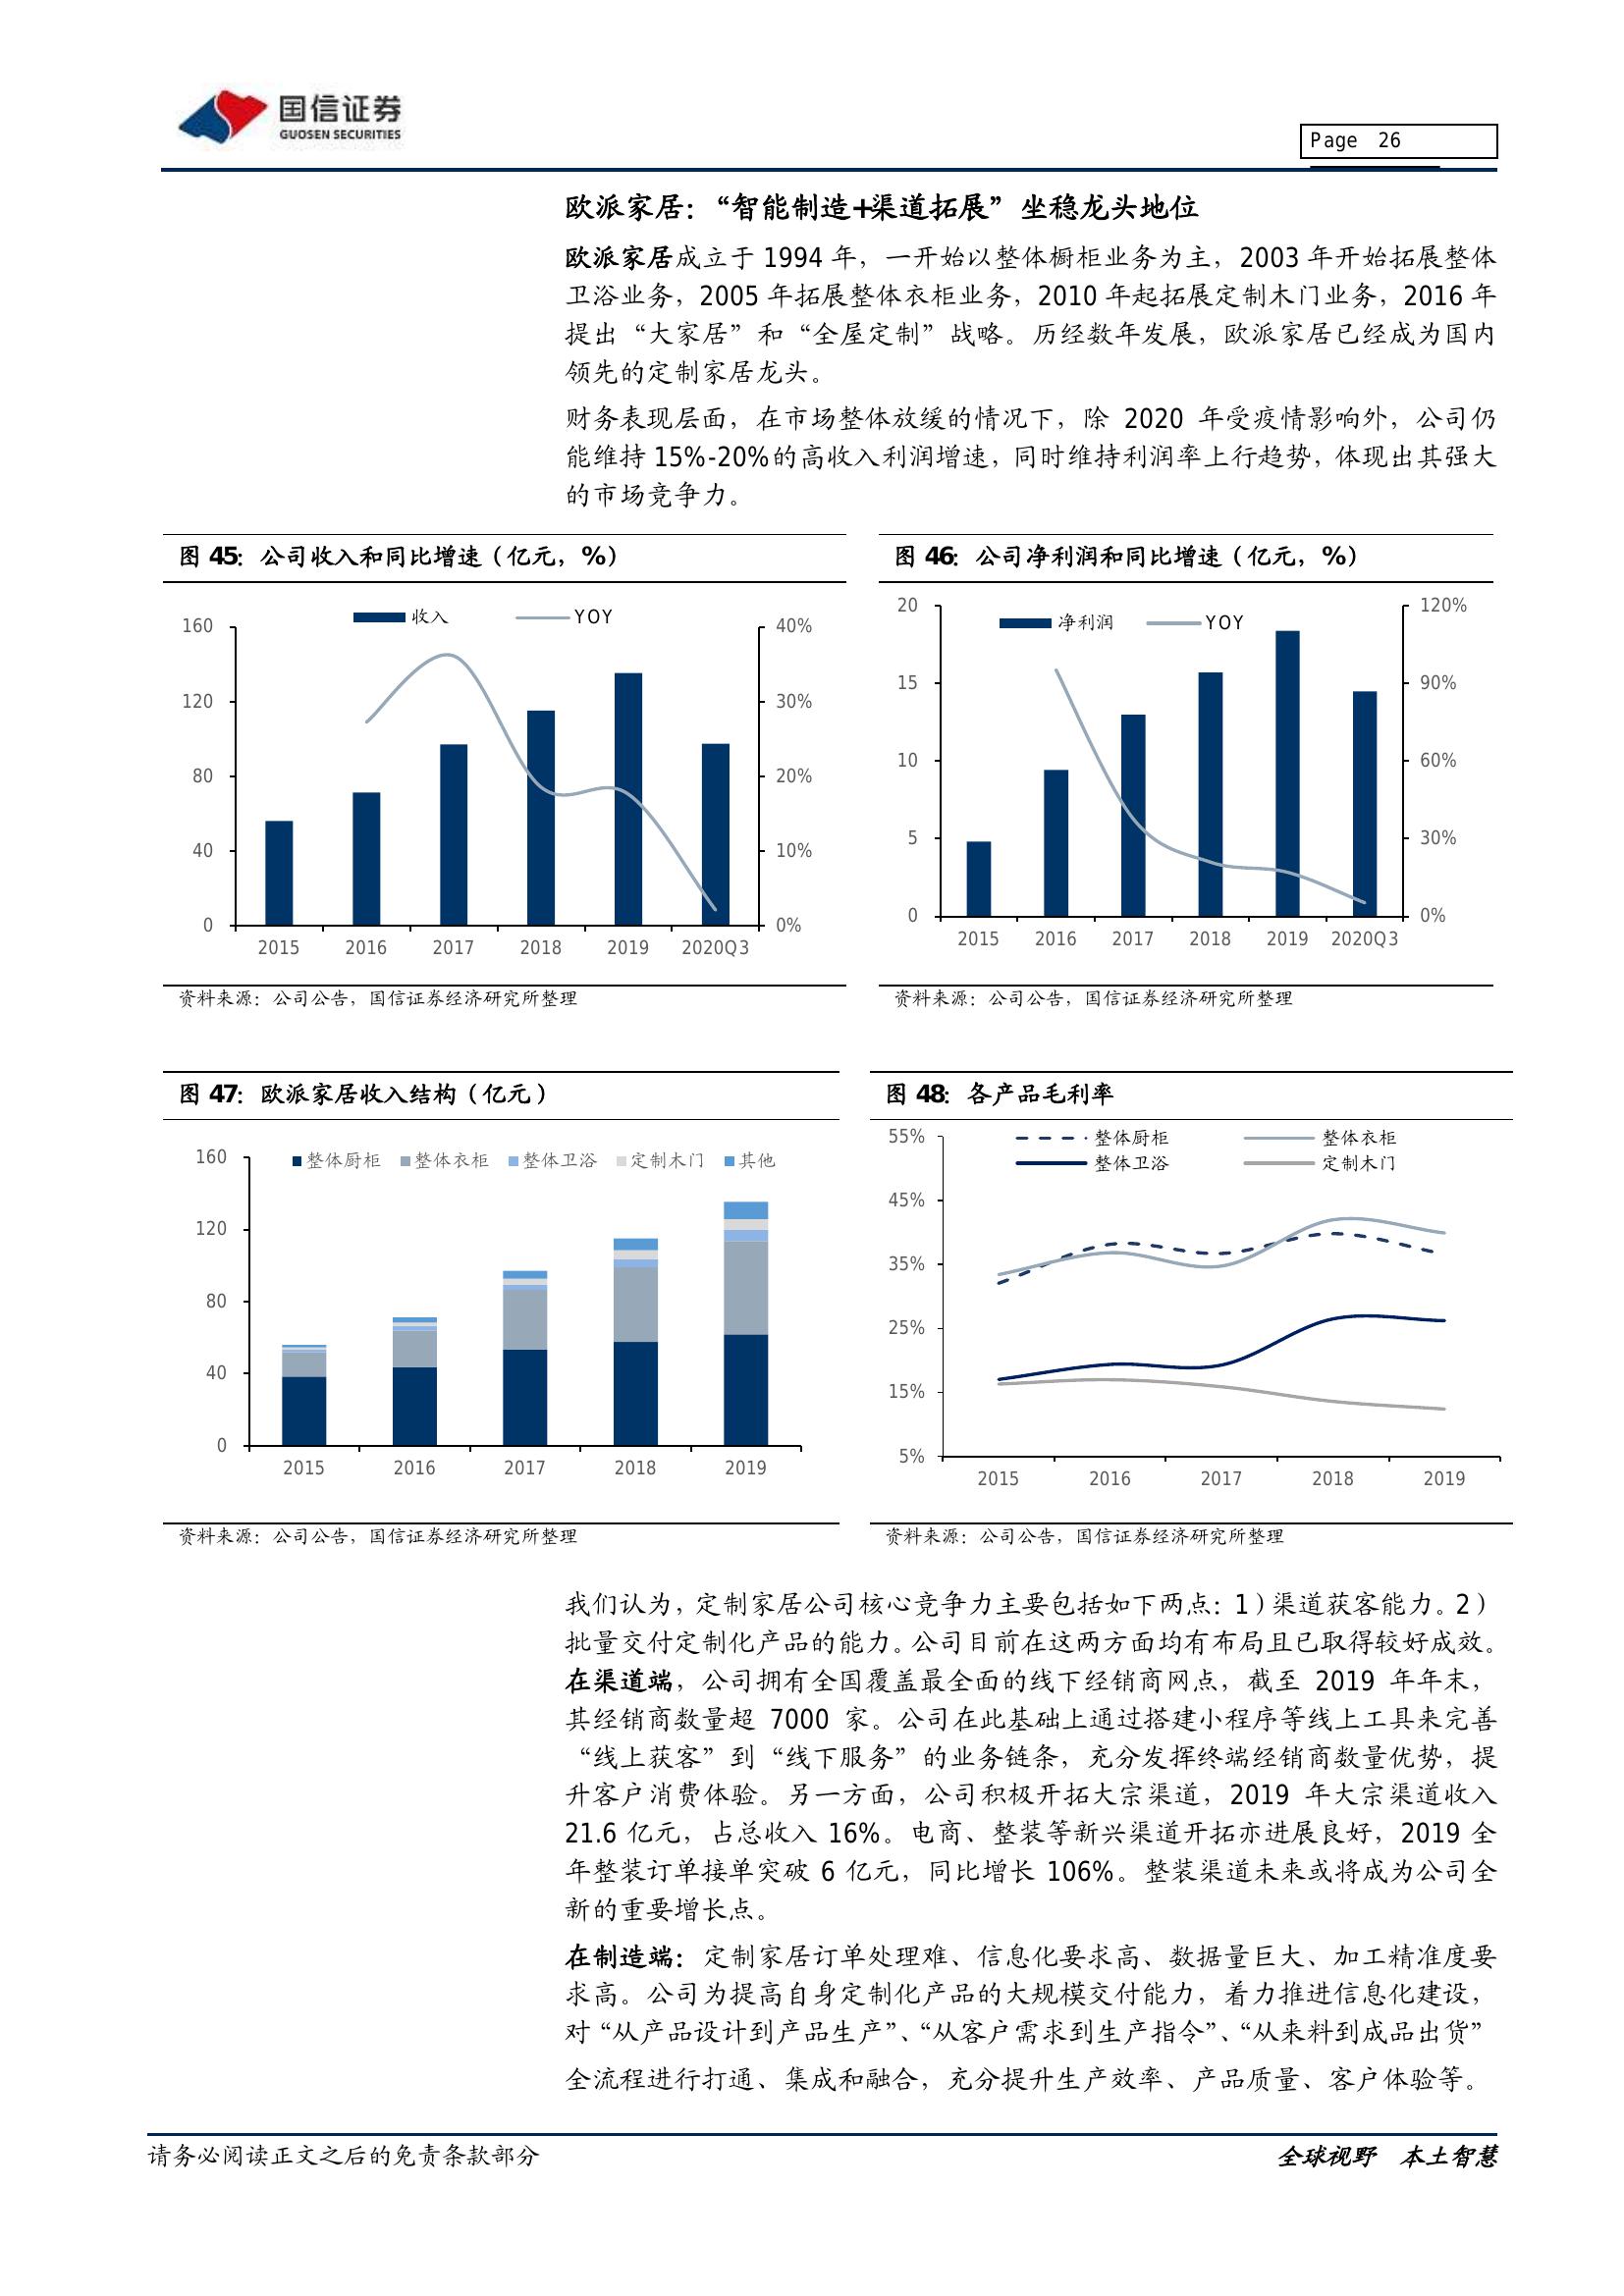 国信证券
GUOSEN SECURITIES
Page 26
欧派家居：“智能制造+渠道拓展”坐稳龙头地位
欧派家居成立于 1994 年，一开始以整体橱柜业务为主，2003 年开始拓展整体
卫浴业务，2005 年拓展整体衣柜业务，2010 年起拓展定制木门业务，2016 年
提出“大家居”和“全屋定制”战略。历经数年发展，欧派家居已经成为国内
领先的定制家居龙头。
财务表现层面，在市场整体放缓的情况下，除 2020 年受疫情影响外，公司仍
能维持 15%-20%的高收入利润增速，同时维持利润率上行趋势，体现出其强大
的市场竞争力。
图 45：公司收入和同比增速（亿元，%）
收入 YOY
160
120
80
40
0
40%
30%
20%
10%
0%
2015 2016 2017 2018 2019 2020Q3
资料来源：公司公告，国信证券经济研究所整理
图 46：公司净利润和同比增速（亿元，%）
净利润 YOY
20
15
10
5
0
120%
90%
60%
30%
0%
2015 2016 2017 2018 2019 2020Q3
资料来源：公司公告，国信证券经济研究所整理
图 47：欧派家居收入结构（亿元）
整体厨柜 整体衣柜 整体卫浴 定制木门 其他
160
120
80
40
0
2015 2016 2017 2018 2019
资料来源：公司公告，国信证券经济研究所整理
图 48：各产品毛利率
整体厨柜 整体衣柜
整体卫浴 定制木门
55%
45%
35%
25%
15%
5%
2015 2016 2017 2018 2019
资料来源：公司公告，国信证券经济研究所整理
我们认为，定制家居公司核心竞争力主要包括如下两点：1）渠道获客能力。2）
批量交付定制化产品的能力。公司目前在这两方面均有布局且已取得较好成效。
在渠道端，公司拥有全国覆盖最全面的线下经销商网点，截至 2019 年年末，
其经销商数量超 7000 家。公司在此基础上通过搭建小程序等线上工具来完善
“线上获客”到“线下服务”的业务链条，充分发挥终端经销商数量优势，提
升客户消费体验。另一方面，公司积极开拓大宗渠道，2019 年大宗渠道收入
21.6 亿元，占总收入 16%。电商、整装等新兴渠道开拓亦进展良好，2019 全
年整装订单接单突破 6 亿元，同比增长 106%。整装渠道未来或将成为公司全
新的重要增长点。
在制造端：定制家居订单处理难、信息化要求高、数据量巨大、加工精准度要
求高。公司为提高自身定制化产品的大规模交付能力，着力推进信息化建设，
对“从产品设计到产品生产”、“从客户需求到生产指令”、“从来料到成品出货”
全流程进行打通、集成和融合，充分提升生产效率、产品质量、客户体验等。
请务必阅读正文之后的免责条款部分
全球视野 本土智慧